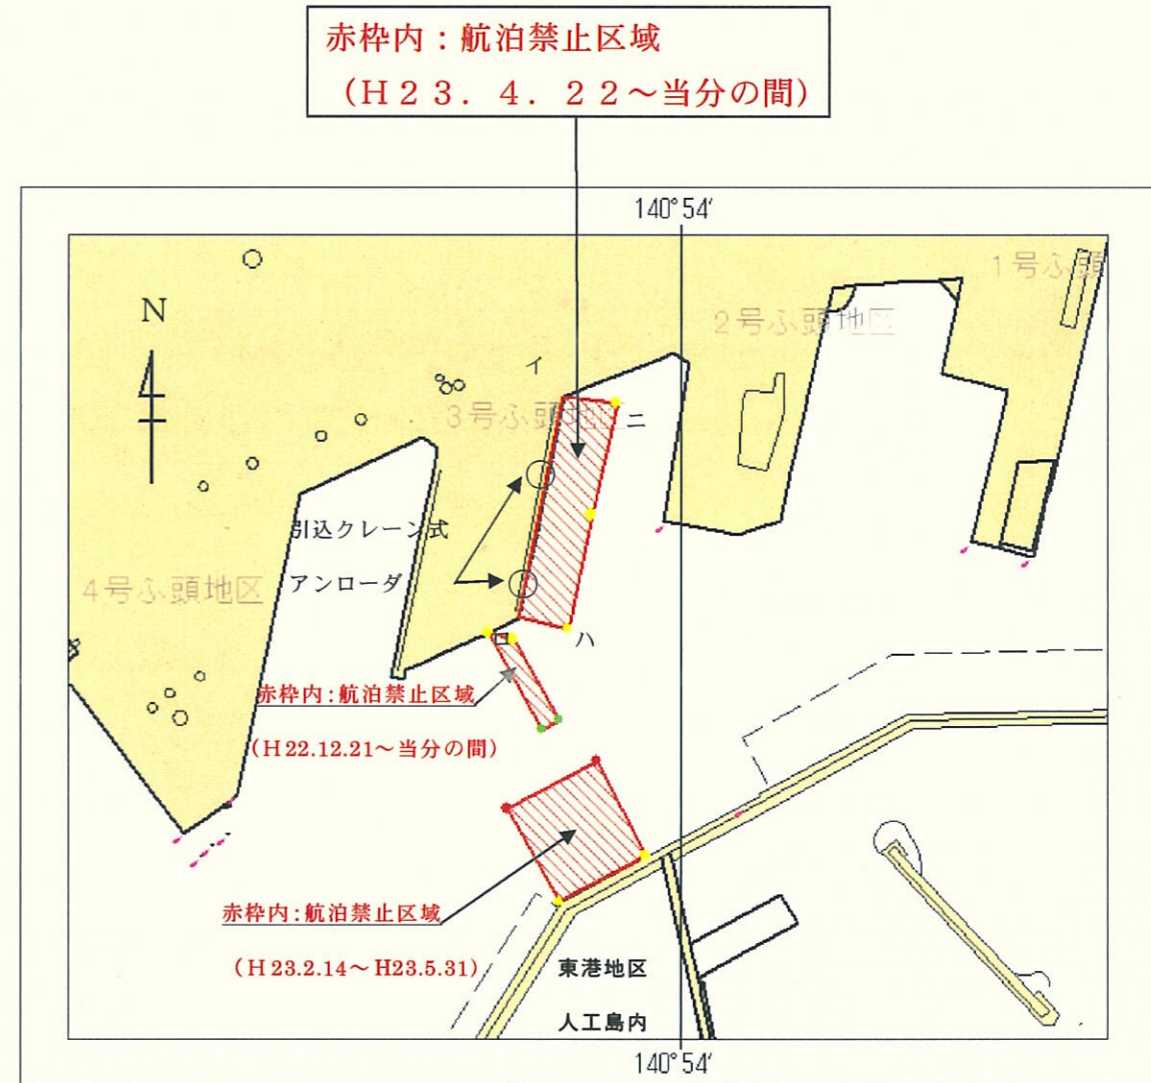 赤枠内：航泊禁止区域
（Ｈ２３．４．２２～当分の間）
140°54′
1号ふ頭
N
2号ふ頭地区
イ
3号ふ頭地区
ニ
引込クレーン式
アンローダ
4号ふ頭地区
ロ
ハ
赤枠内：航泊禁止区域
（H22.12.21～当分の間）
赤枠内：航泊禁止区域
（H23.2.14～H23.5.31）
東港地区
人工島内
140°54′